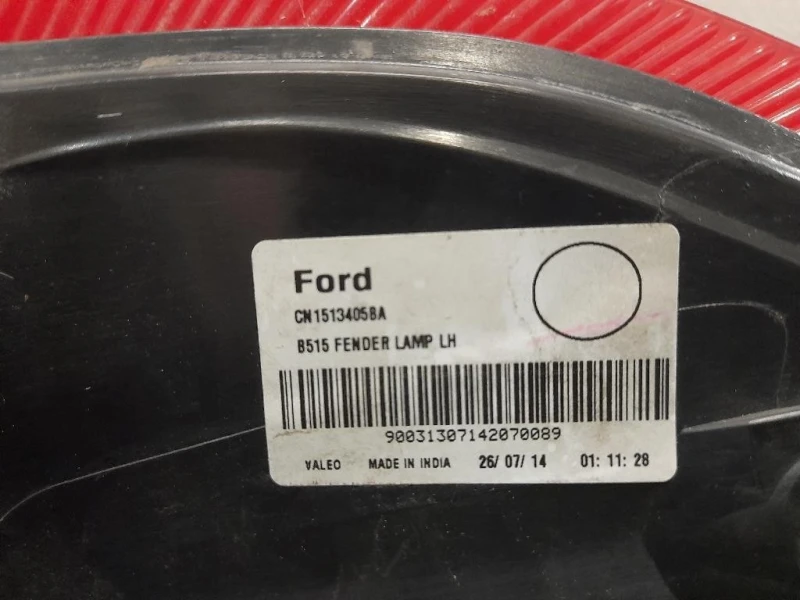 Ford
CN1513405BA
B515 FENDER LAMP LH
90031307142070089
VALEO MADE IN INDIA 26/ 07/ 14 01: 11: 28